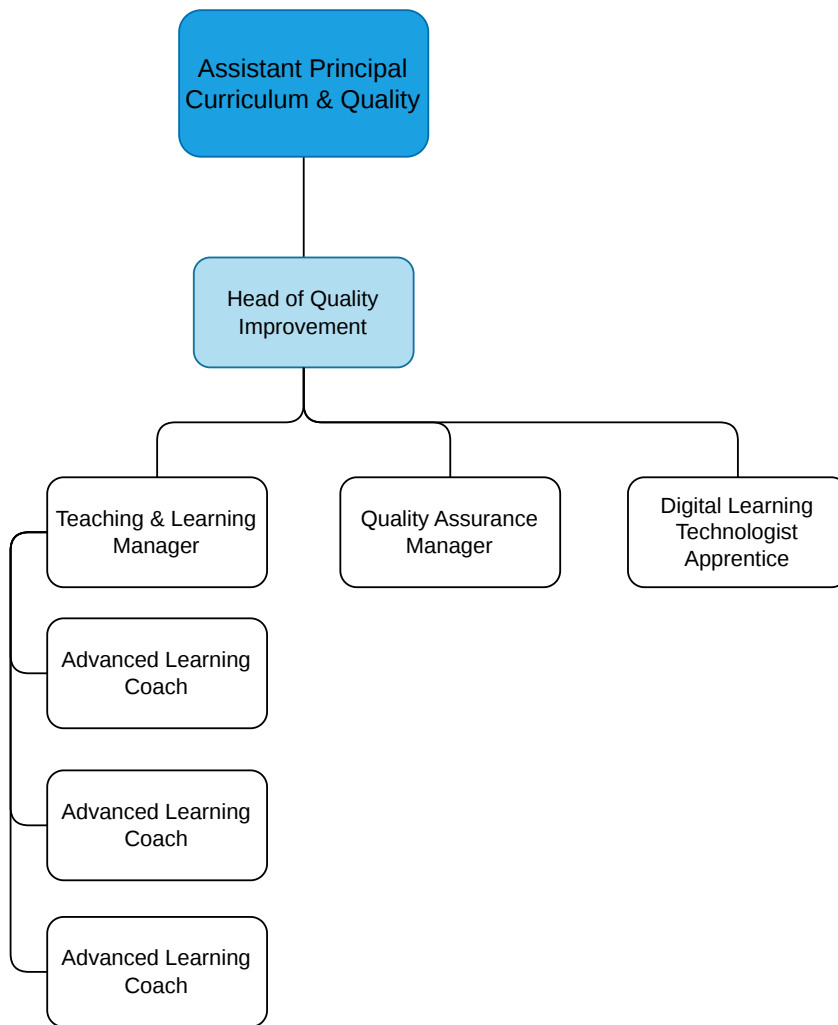 Assistant Principal
Curriculum & Quality
Head of Quality
Improvement
Teaching & Learning
Manager
Quality Assurance
Manager
Digital Learning
Technologist
Apprentice
Advanced Learning
Coach
Advanced Learning
Coach
Advanced Learning
Coach